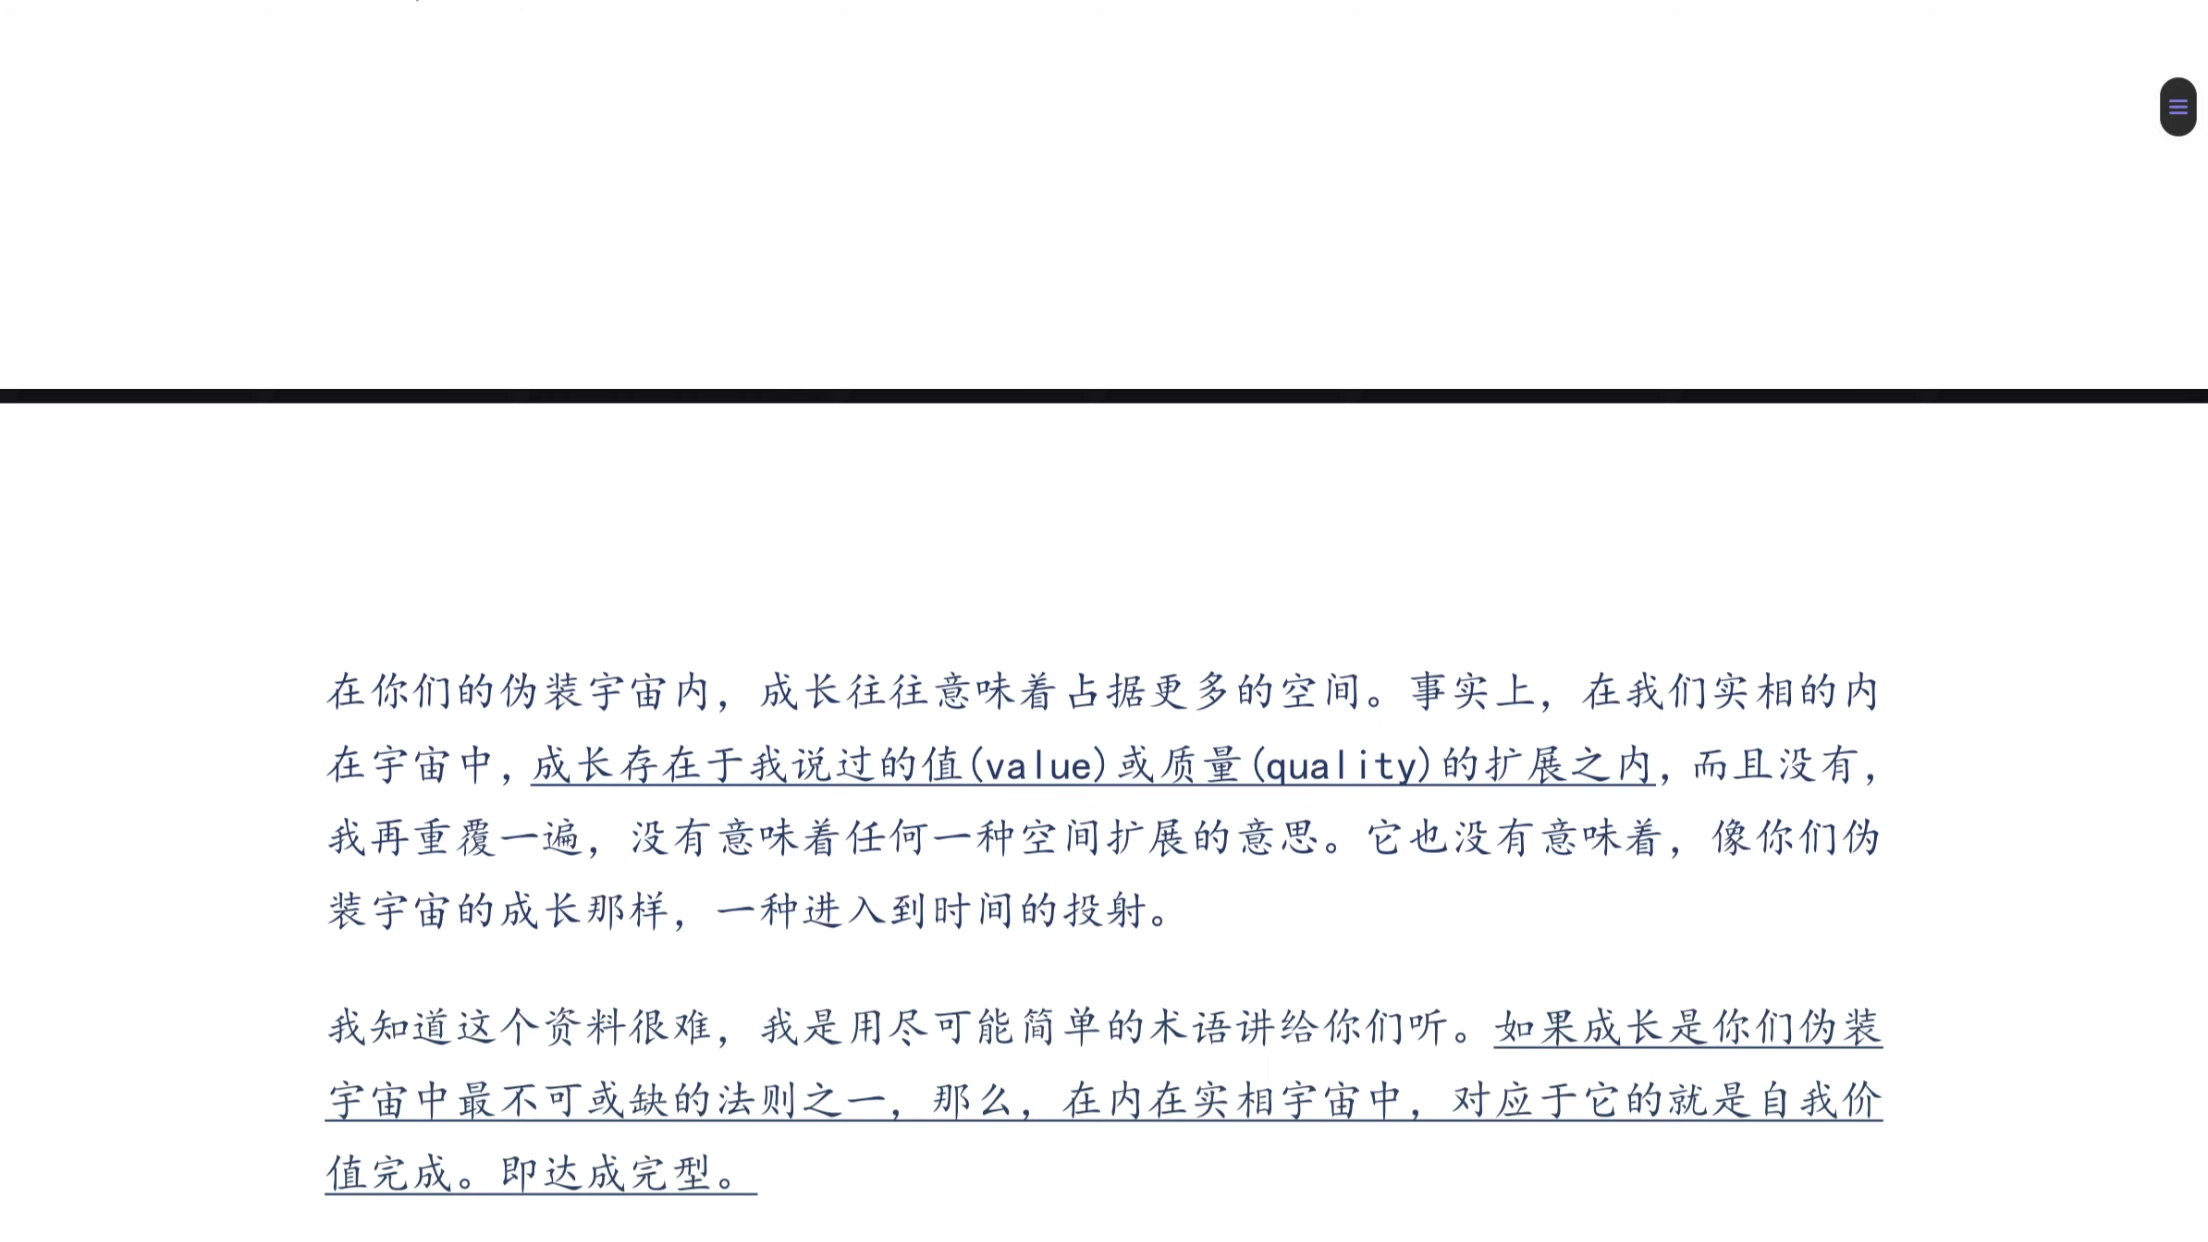 在你们的伪装宇宙内，成长往往意味着占据更多的空间。事实上，在我们实相的内
在宇宙中，成长存在于我说过的值(value)或质量(quality)的扩展之内，而且没有，
我再重覆一遍，没有意味着任何一种空间扩展的意思。它也没有意味着，像你们伪
装宇宙的成长那样，一种进入到时间的投射。
我知道这个资料很难，我是用尽可能简单的术语讲给你们听。如果成长是你们伪装
宇宙中最不可或缺的法则之一，那么，在内在实相宇宙中，对应于它的就是自我价
值完成。即达成完型。